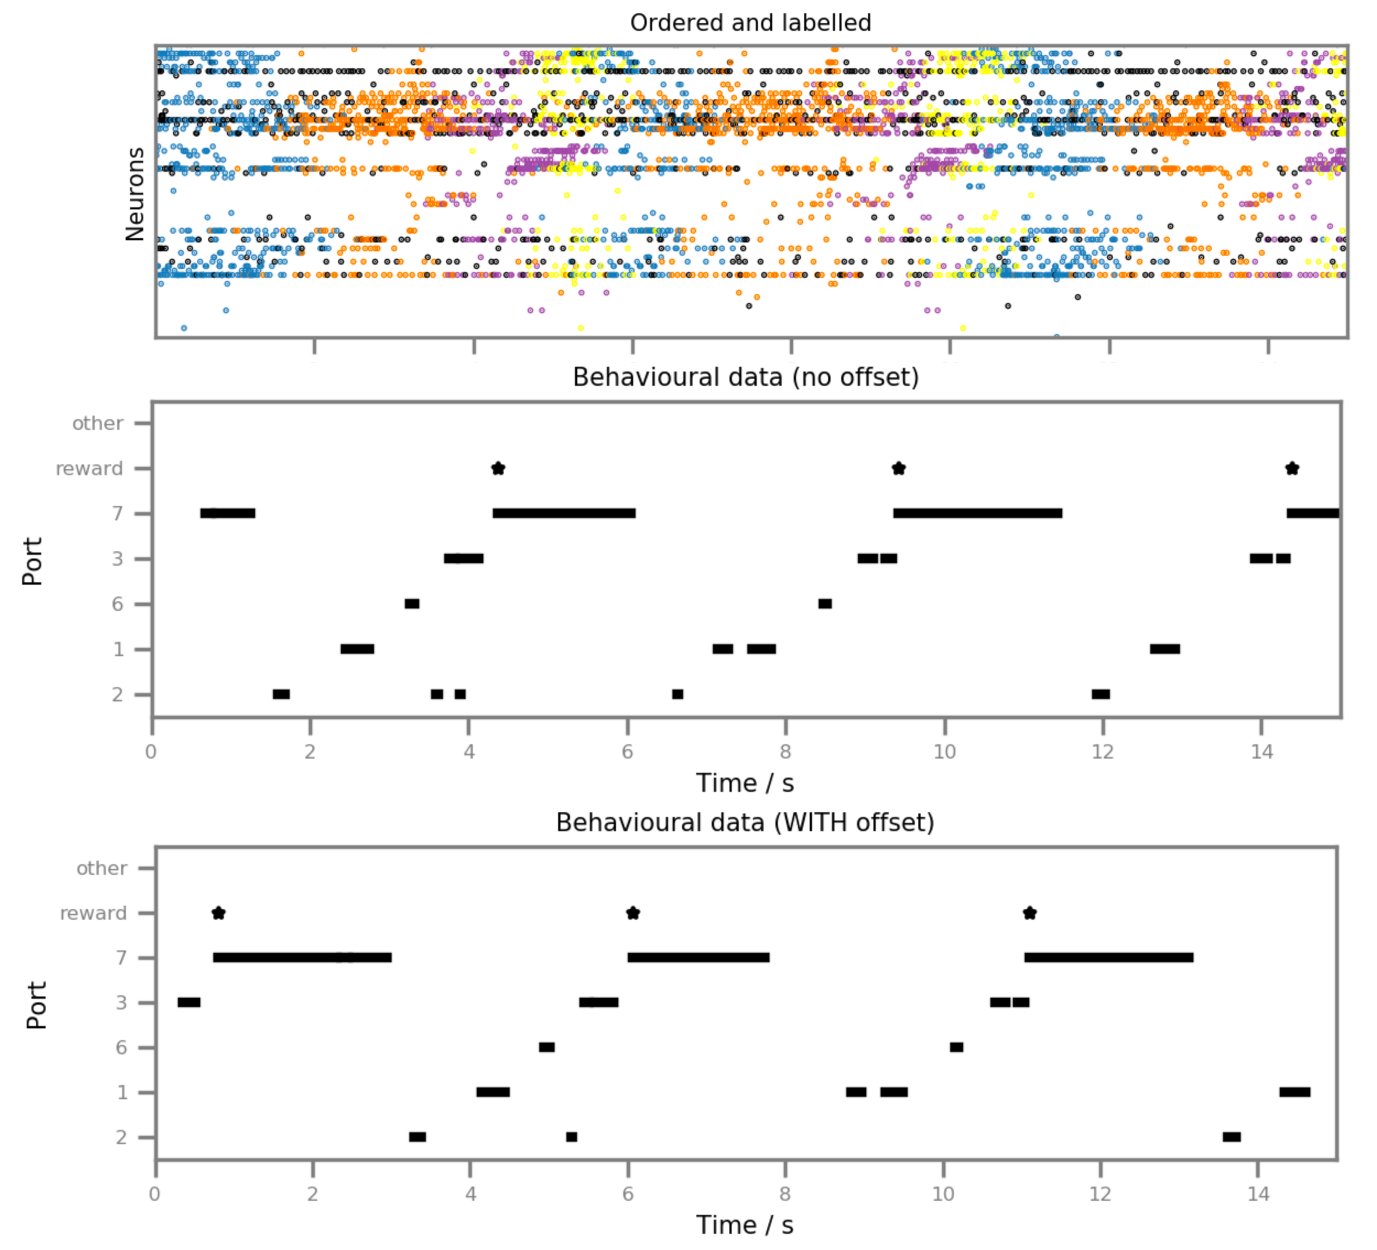 Ordered and labelled
Neurons
Behavioural data (no offset)
other
reward
7
3
6
1
2
Port
0 2 4 6 8 10 12 14
Time / s
Behavioural data (WITH offset)
other
reward
7
3
6
1
2
Port
0 2 4 6 8 10 12 14
Time / s